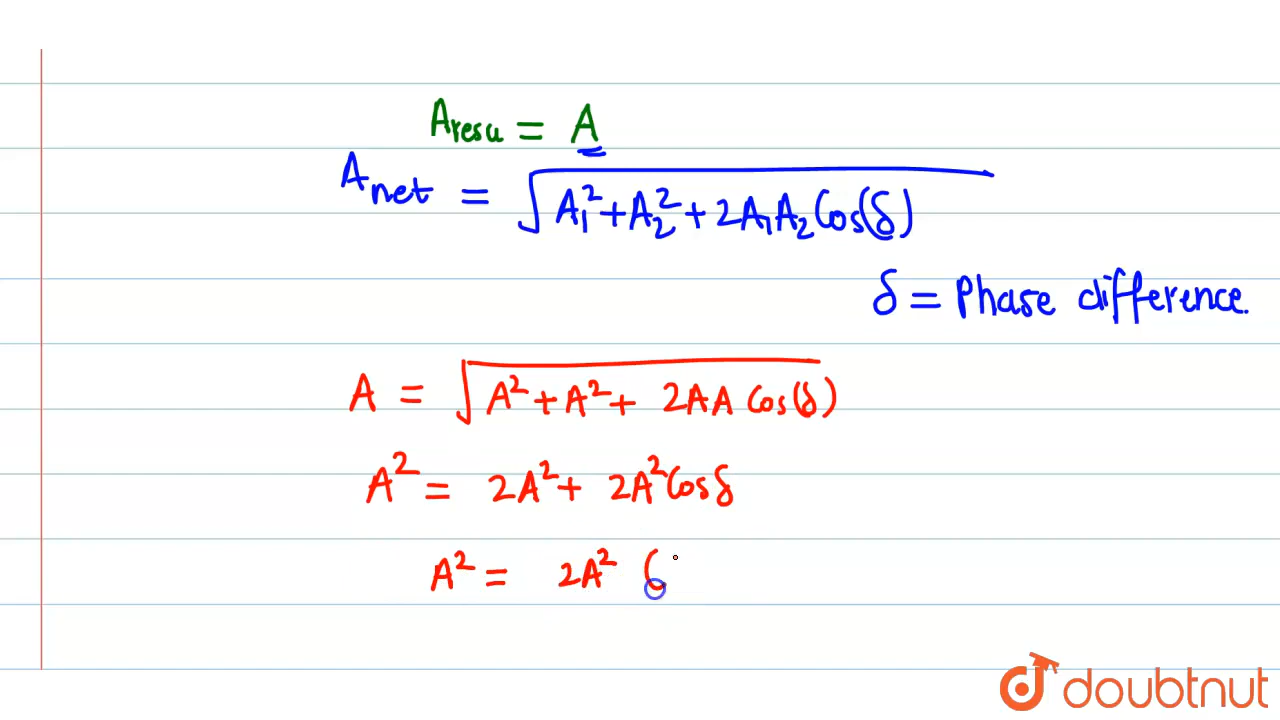 Aresu = A
Anet = √A₁²+A₂²+2A₁A₂Cos(δ)
δ = Phase difference.
A = √A²+A²+ 2AA Cos(δ)
A² = 2A²+ 2A²Cosδ
A² = 2A² (
doubtnut